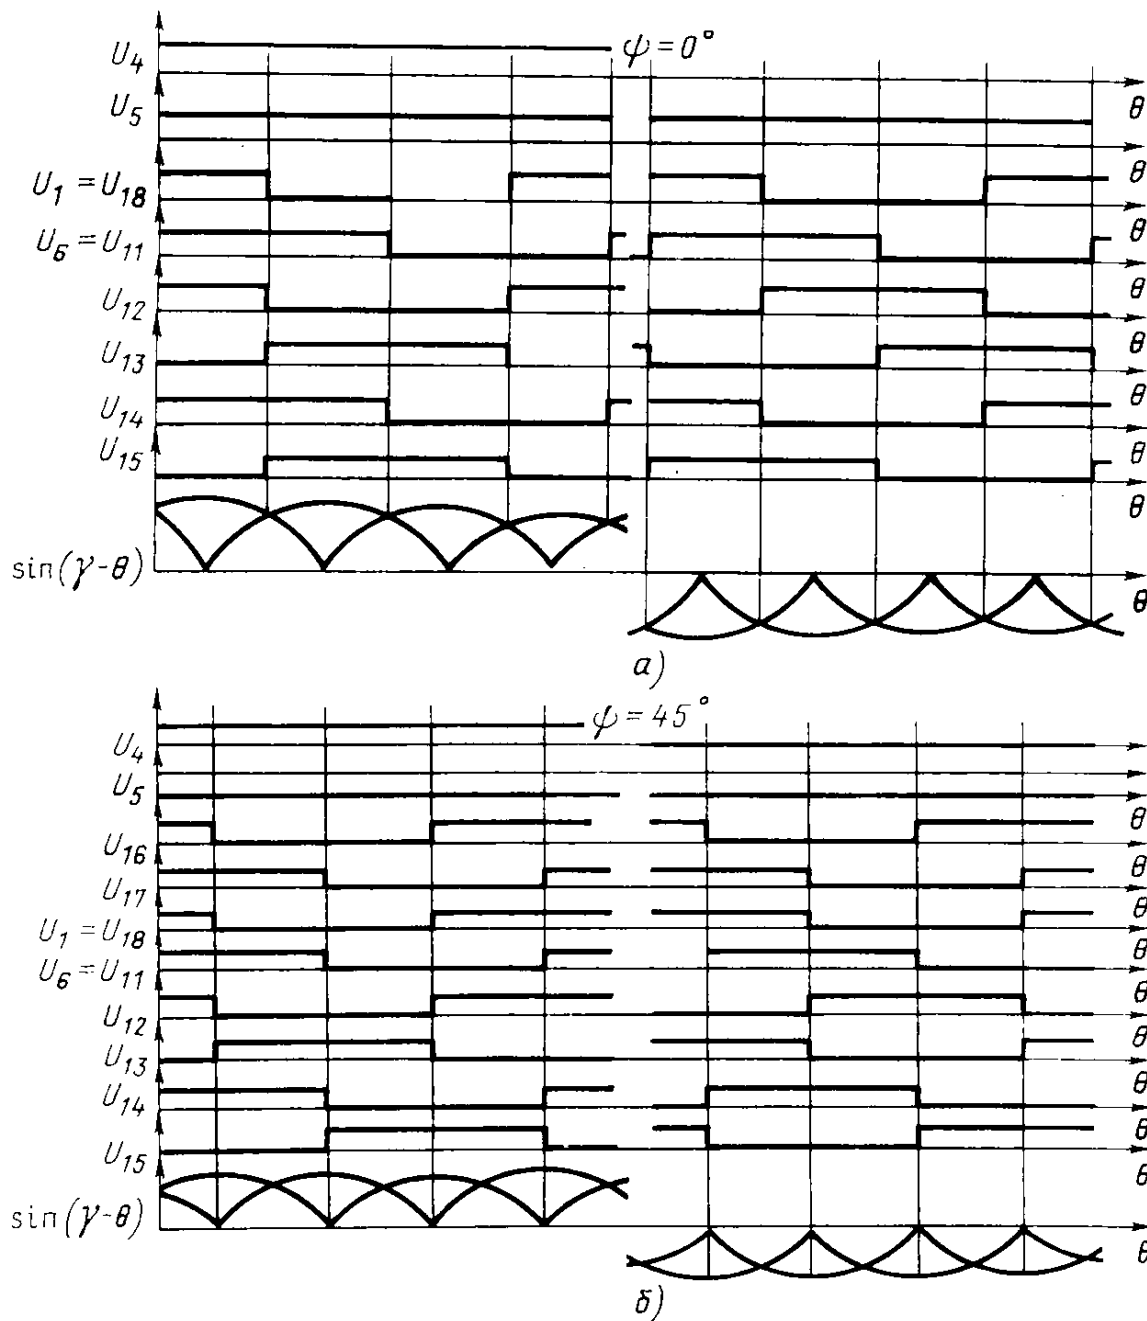 U₄ ψ = 0°
θ
U₅
θ
U₁ = U₁₈
θ
U₆ = U₁₁
θ
U₁₂
θ
U₁₃
θ
U₁₄
θ
U₁₅
θ
sin(γ-θ)
θ
а)
ψ = 45°
U₄
θ
U₅
θ
U₁₆
θ
U₁₇
θ
U₁ = U₁₈
θ
U₆ = U₁₁
θ
U₁₂
θ
U₁₃
θ
U₁₄
θ
U₁₅
θ
sin(γ-θ)
θ
б)